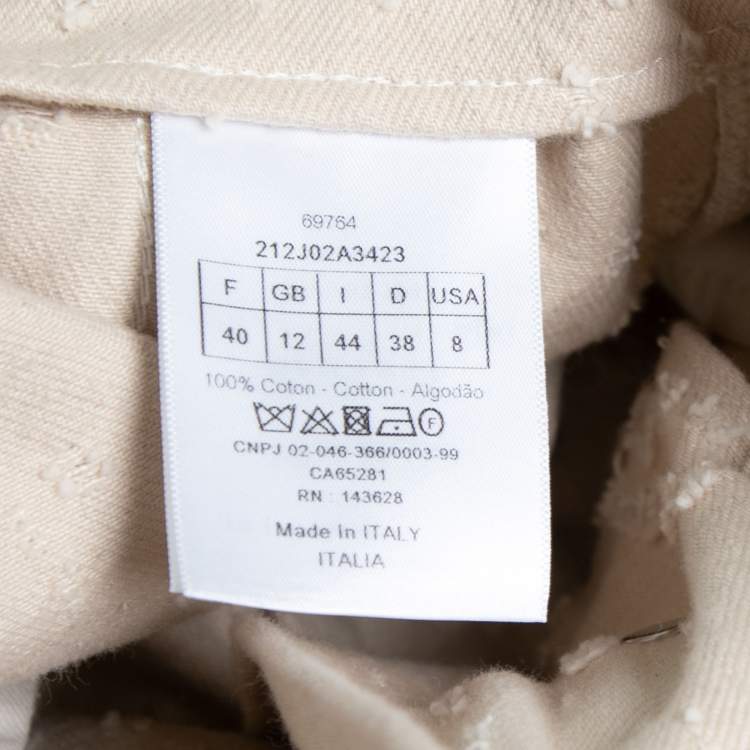 69764
212J02A3423
F GB I D USA
40 12 44 38 8
100% Coton - Cotton - Algodão
F
CNPJ 02-046-366/0003-99
CA65281
RN : 143628
Made in ITALY
ITALIA